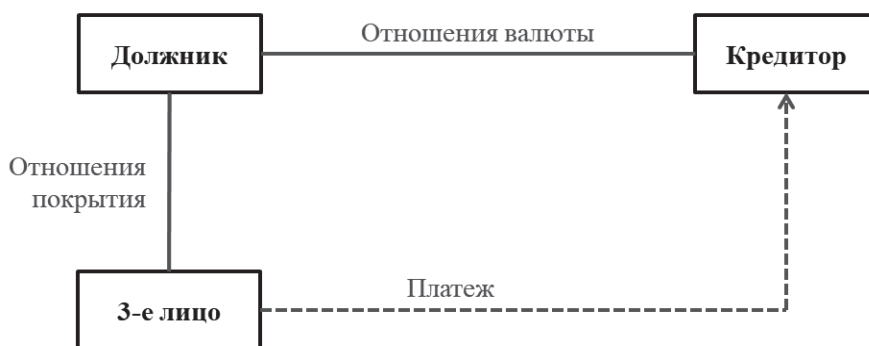 Отношения валюты
Должник
Кредитор
Отношения
покрытия
3-е лицо
Платеж